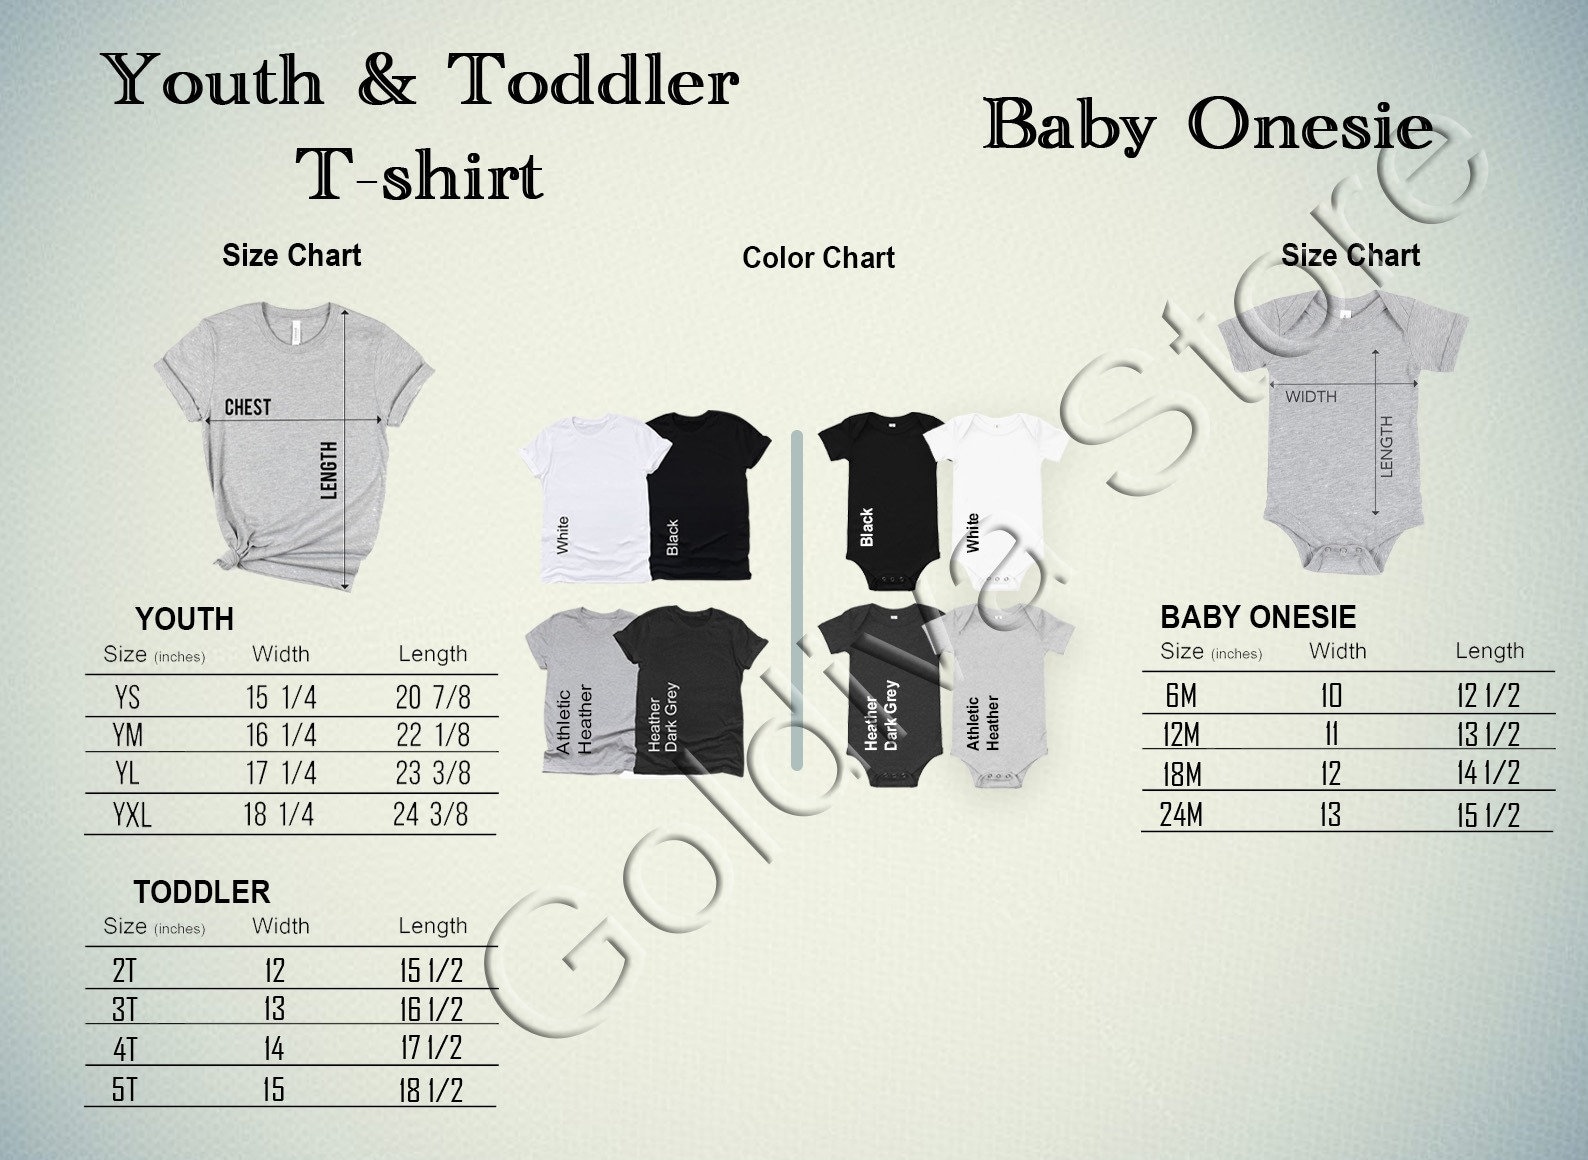 Youth & Toddler
T-shirt
Baby Onesie
Size Chart
Color Chart
Size Chart
CHEST
LENGTH
WIDTH
LENGTH
White
Black
Black
White
Athletic
Heather
Heather
Dark Grey
Heather
Dark Grey
Athletic
Heather
YOUTH
Size (inches) Width Length
YS 15 1/4 20 7/8
YM 16 1/4 22 1/8
YL 17 1/4 23 3/8
YXL 18 1/4 24 3/8
TODDLER
Size (inches) Width Length
2T 12 15 1/2
3T 13 16 1/2
4T 14 17 1/2
5T 15 18 1/2
BABY ONESIE
Size (inches) Width Length
6M 10 12 1/2
12M 11 13 1/2
18M 12 14 1/2
24M 13 15 1/2